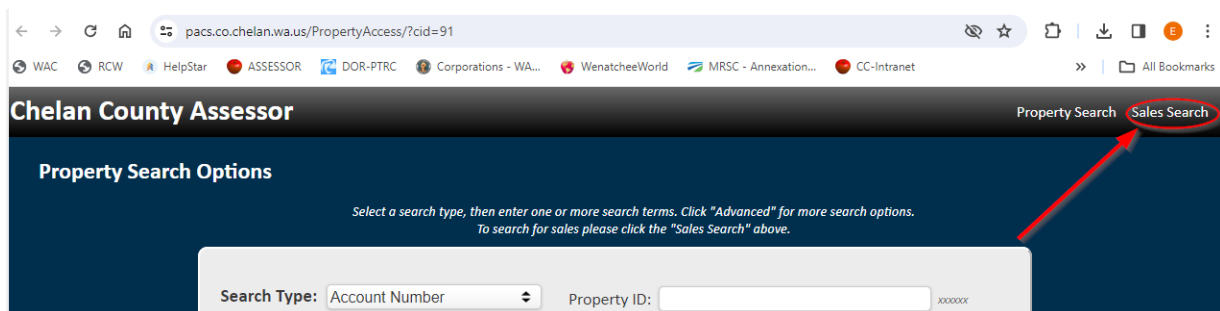 pacs.co.chelan.wa.us/PropertyAccess/?cid=91
E
WAC RCW HelpStar ASSESSOR DOR-PTRC Corporations - WA... WenatcheeWorld MRSC - Annexation... CC-Intranet » All Bookmarks
Chelan County Assessor Property Search Sales Search
Property Search Options
Select a search type, then enter one or more search terms. Click "Advanced" for more search options.
To search for sales please click the "Sales Search" above.
Search Type: Account Number Property ID: xxxxxx